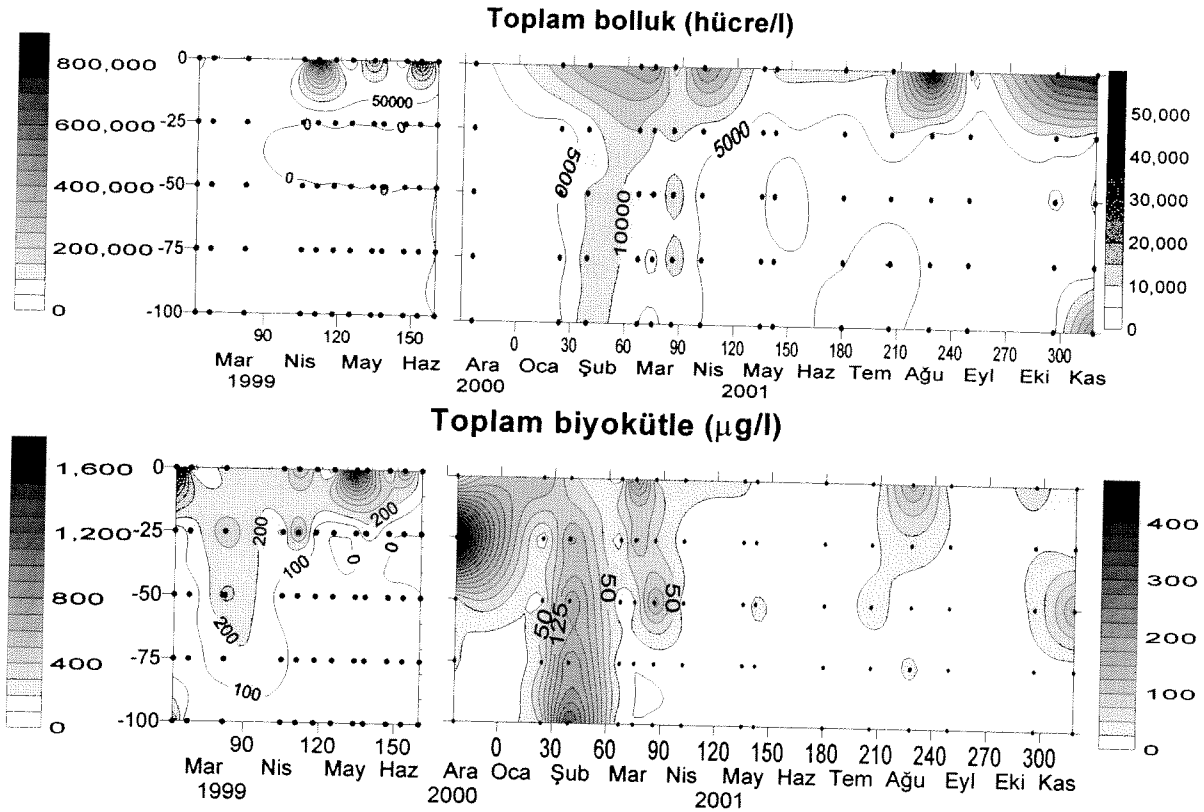 Toplam bolluk (hücre/l)
800,000
600,000
400,000
200,000
0
0
-25
-50
-75
-100
50000
0
0
0
0
90
120
150
Mar
Nis
May
Haz
1999
5000
10000
5000
0
30
60
90
140
180
210
240
270
300
Ara
Oca
Şub
Mar
Nis
May
Haz
Tem
Ağu
Eyl
Eki
Kas
2000
2001
50,000
40,000
30,000
20,000
10,000
0
Toplam biyokütle (µg/l)
1,600
1,200
800
400
0
0
-25
-50
-75
-100
200
200
100
0
0
200
100
90
120
150
Mar
Nis
May
Haz
1999
50
125
50
50
0
30
60
90
140
180
210
240
270
300
Ara
Oca
Şub
Mar
Nis
May
Haz
Tem
Ağu
Eyl
Eki
Kas
2000
2001
400
300
200
100
0